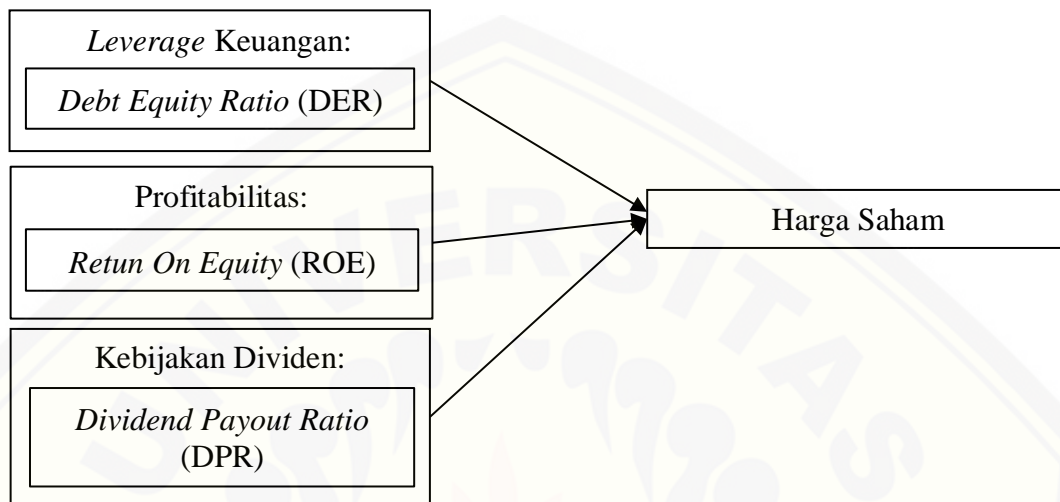 Leverage Keuangan:
Debt Equity Ratio (DER)
Profitabilitas:
Retun On Equity (ROE)
Kebijakan Dividen:
Dividend Payout Ratio
(DPR)
Harga Saham
UNIVERSITAS